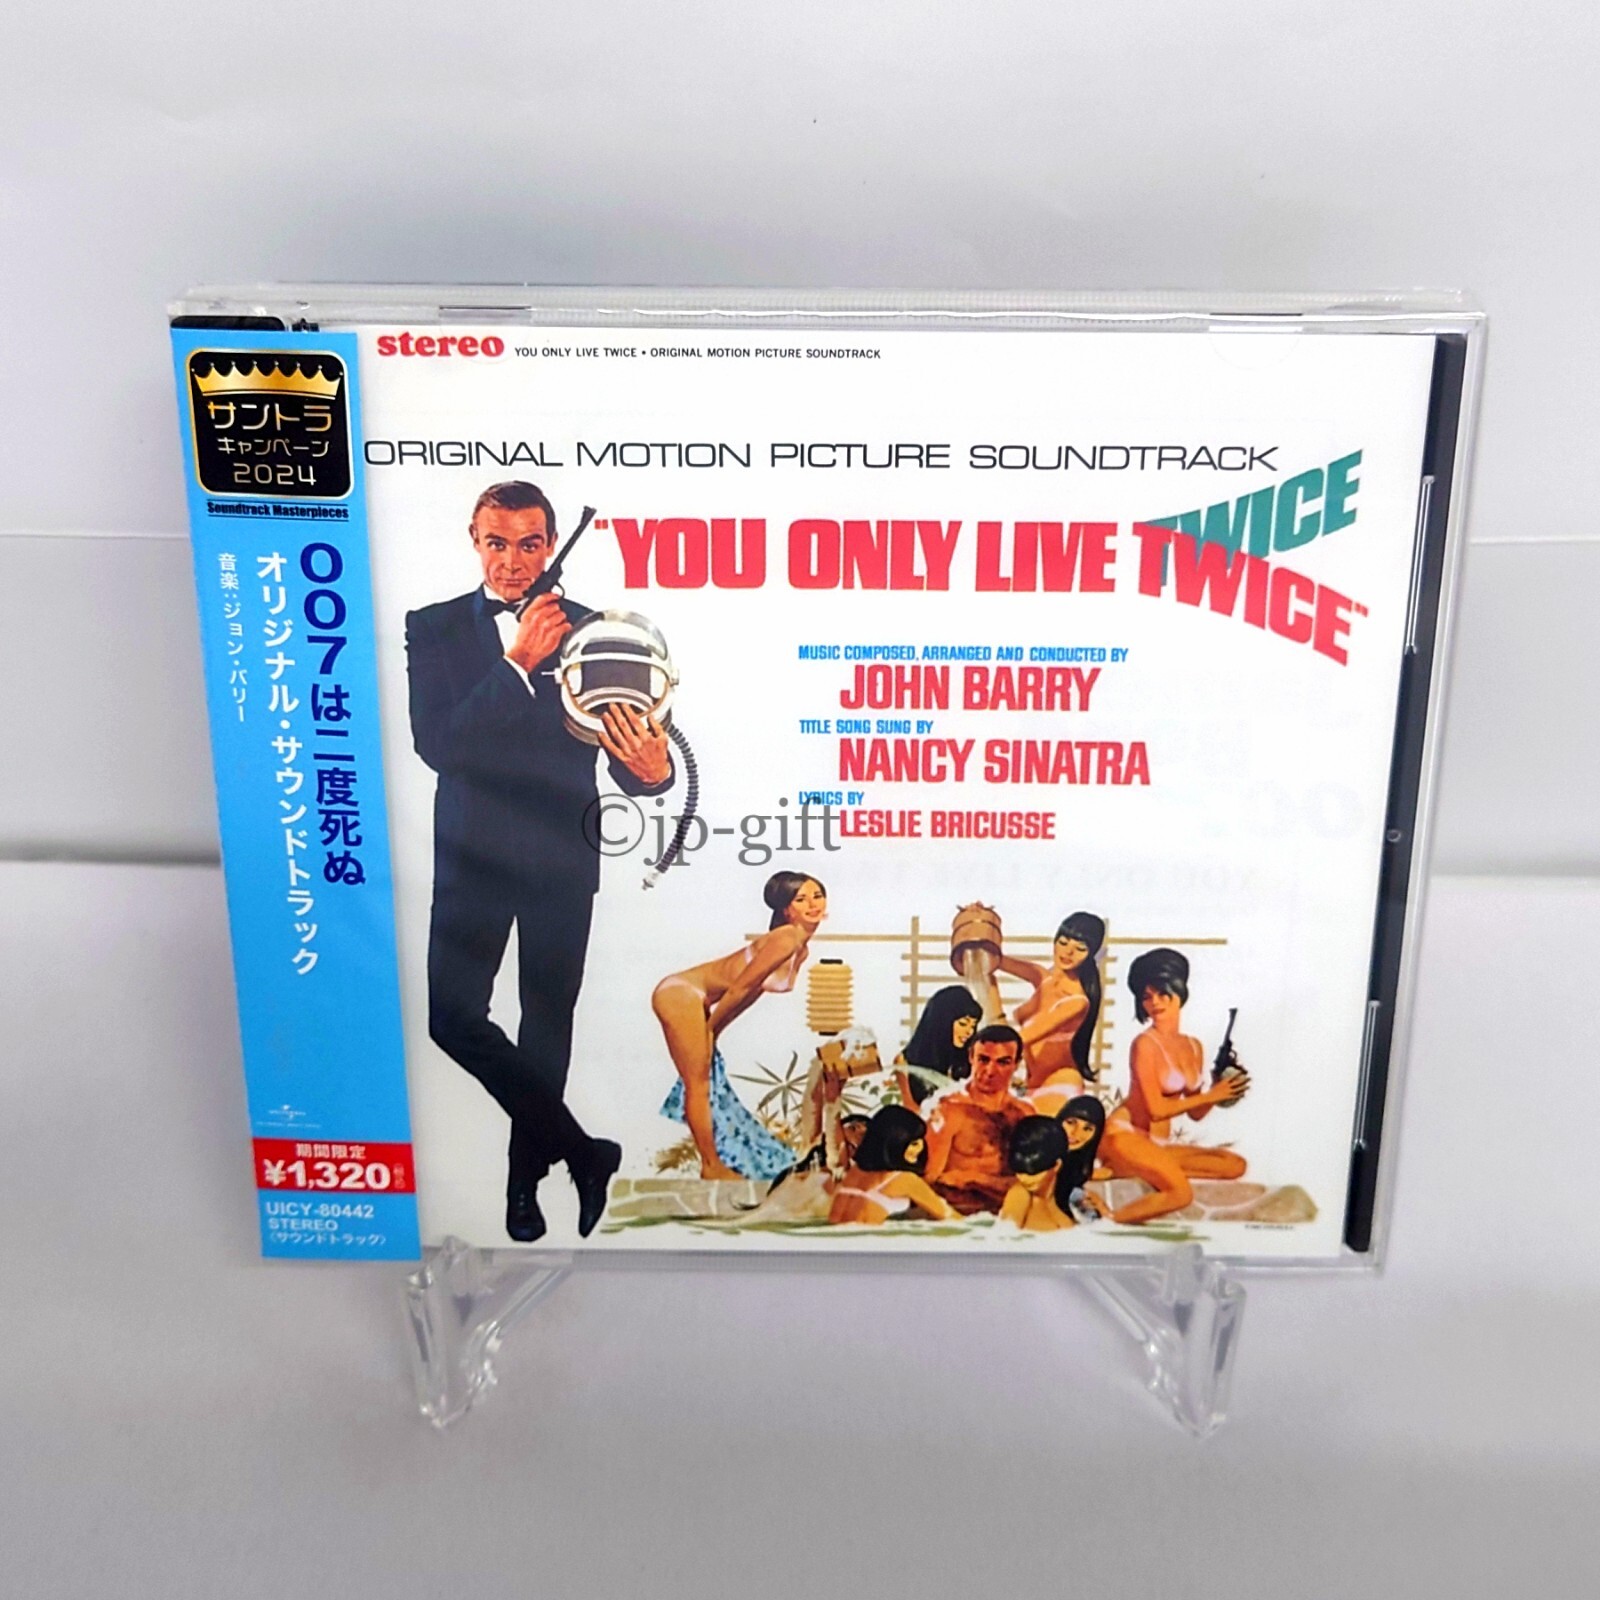 サントラ
キャンペーン
2024
Soundtrack Masterpieces
007は二度死ぬ
オリジナル・サウンドトラック
音楽:ジョン・バリー
期間限定
¥1,320
UICY-80442
STEREO
〈サウンドトラック〉
stereo YOU ONLY LIVE TWICE • ORIGINAL MOTION PICTURE SOUNDTRACK
ORIGINAL MOTION PICTURE SOUNDTRACK
TWICE
"YOU ONLY LIVE TWICE"
MUSIC COMPOSED, ARRANGED AND CONDUCTED BY
JOHN BARRY
TITLE SONG SUNG BY
NANCY SINATRA
LYRICS BY
LESLIE BRICUSSE
©jp-gift